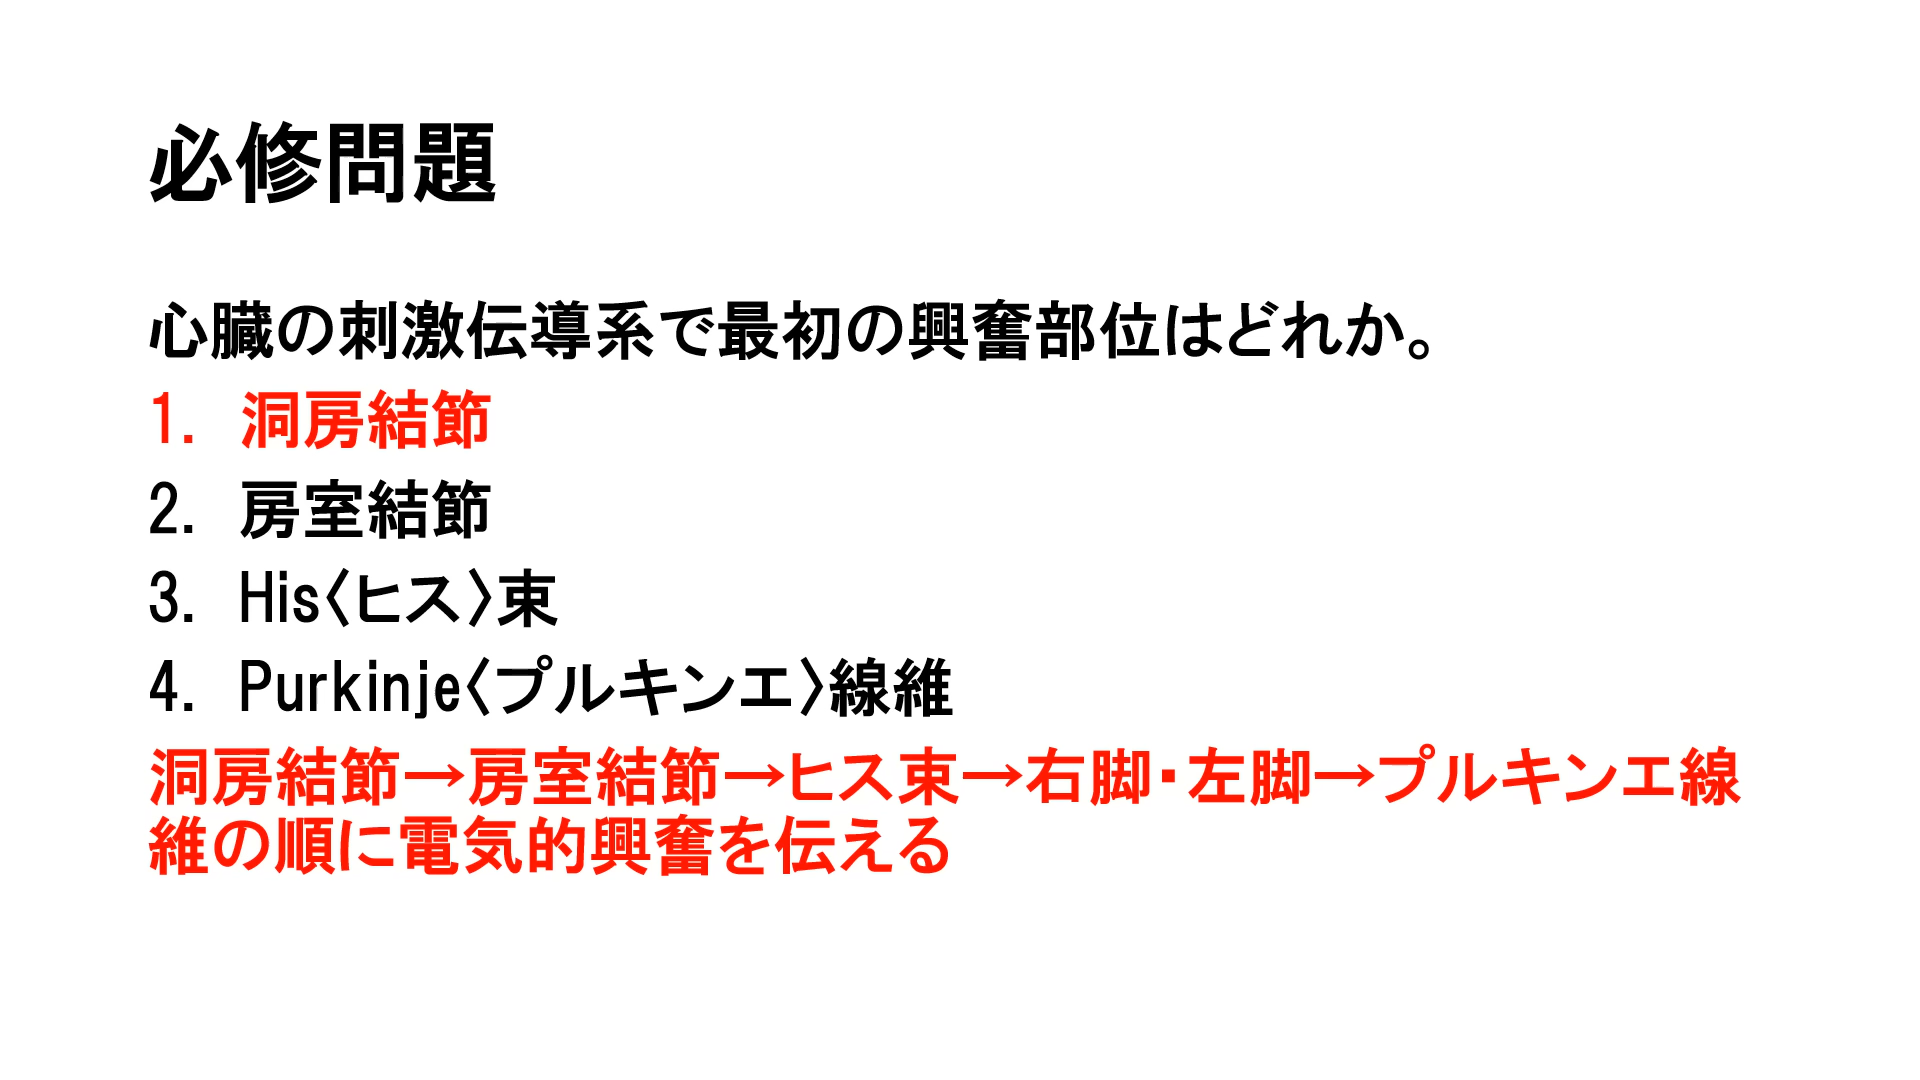 必修問題
心臓の刺激伝導系で最初の興奮部位はどれか。
1. 洞房結節
2. 房室結節
3. His〈ヒス〉束
4. Purkinje〈プルキンエ〉線維
洞房結節→房室結節→ヒス束→右脚・左脚→プルキンエ線
維の順に電気的興奮を伝える